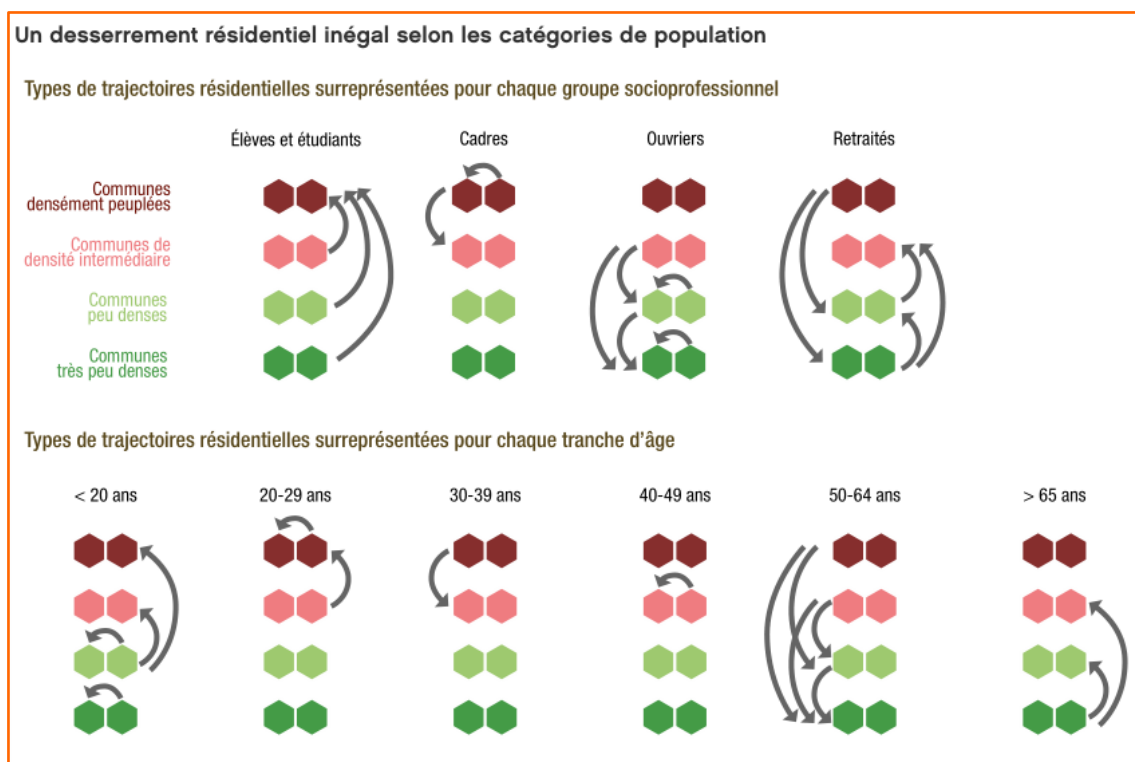 Un desserrement résidentiel inégal selon les catégories de population
Types de trajectoires résidentielles surreprésentées pour chaque groupe socioprofessionnel
Élèves et étudiants
Cadres
Ouvriers
Retraités
Communes
densément peuplées
Communes de
densité intermédiaire
Communes
peu denses
Communes
très peu denses
Types de trajectoires résidentielles surreprésentées pour chaque tranche d'âge
< 20 ans
20-29 ans
30-39 ans
40-49 ans
50-64 ans
> 65 ans